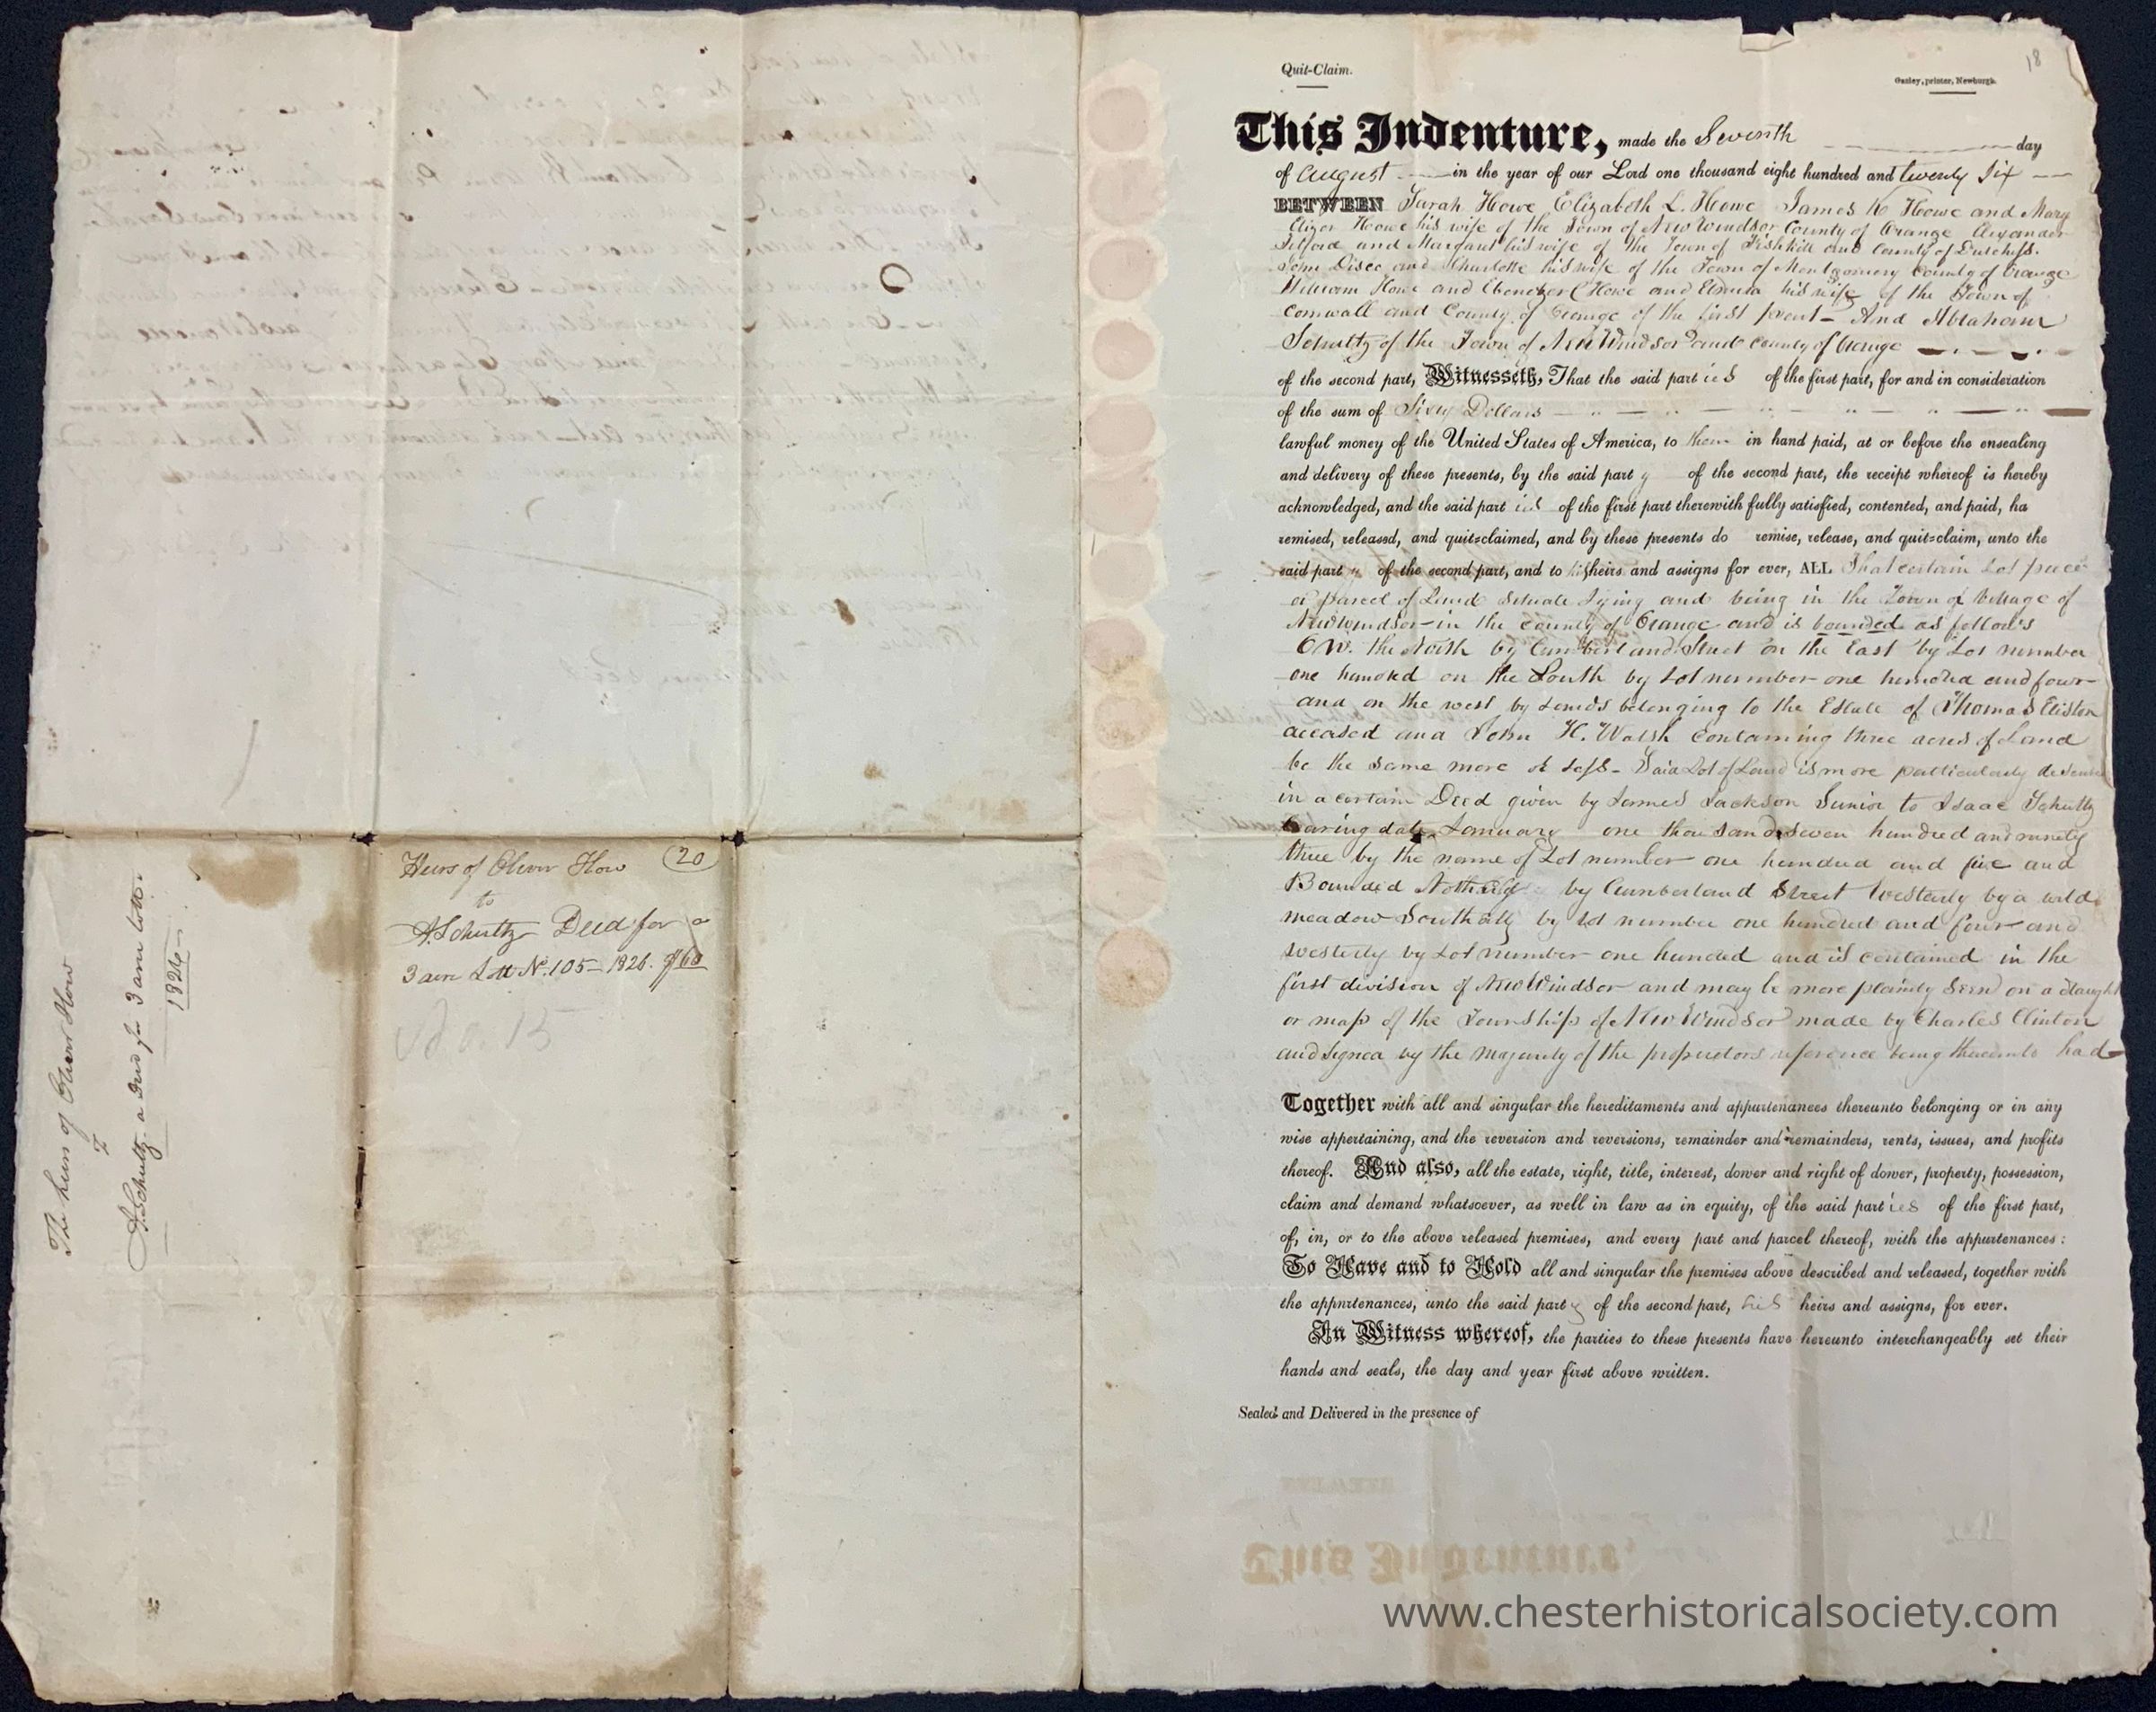 Heirs of Oliver How
20
to
A. Schultz Deed for a
3 acre Lott No. 105 – 1826. $60
The heirs of Oliver How
to
A. Schultz a Deed for 3 acre lott
1826
Quit-Claim.
18
Gazley, printer, Newburgh.
This Indenture, made the Seventh day
of August in the year of our Lord one thousand eight hundred and twenty Six
BETWEEN Sarah Howe Elizabeth L. Howe James K Howe and Mary
Eliza Howe his wife of the Town of New Windsor County of Orange Alexander
and Margaret his wife of the Town of Fishkill and County of Dutchess.
John and Charlotte his wife of the Town of Montgomery County of Orange
William Howe and Ebenezer C Howe and his wife of the Town of
Cornwall and County of Orange of the first part – And Abraham
Schultz of the Town of New Windsor and County of Orange
of the second part, Witnesseth, That the said part ies of the first part, for and in consideration
of the sum of Sixty Dollars
lawful money of the United States of America, to them in hand paid, at or before the ensealing
and delivery of these presents, by the said part y of the second part, the receipt whereof is hereby
acknowledged, and the said part ies of the first part therewith fully satisfied, contented, and paid, ha
remised, released, and quit=claimed, and by these presents do remise, release, and quit=claim, unto the
said part y of the second part, and to his heirs and assigns for ever, ALL That certain Lot piece
or parcel of Land Situate Lying and being in the Town & Village of
New Windsor in the County of Orange and is bounded as follows
On the North by Cumberland Street on the East by Lot number
one hundred on the South by Lot number one hundred and four
and on the west by Lands belonging to the Estate of Thomas Eliston
deceased and John H. Walsh Containing three acres of Land
be the same more or less – Said Lot of Land is more particularly
in a certain Deed given by James Jackson Junior to Isaac Schultz
bearing date January one thousand seven hundred and ninety
three by the name of Lot number one hundred and five and
Bounded by Cumberland Street Westerly by a wild
meadow Southerly by Lot number one hundred and four and
Westerly by Lot number one hundred and is contained in the
first division of New Windsor and may be more plainly seen on a
or map of the Township of New Windsor made by Charles Clinton
and signed by the Majority of the proprietors reference being thereunto had
Together with all and singular the hereditaments and appurtenances thereunto belonging or in any
wise appertaining, and the reversion and reversions, remainder and remainders, rents, issues, and profits
thereof. And also, all the estate, right, title, interest, dower and right of dower, property, possession,
claim and demand whatsoever, as well in law as in equity, of the said parties of the first part,
of, in, or to the above released premises, and every part and parcel thereof, with the appurtenances:
To Have and to Hold all and singular the premises above described and released, together with
the appurtenances, unto the said party of the second part, his heirs and assigns, for ever.
In Witness whereof, the parties to these presents have hereunto interchangeably set their
hands and seals, the day and year first above written.
Sealed and Delivered in the presence of
www.chesterhistoricalsociety.com